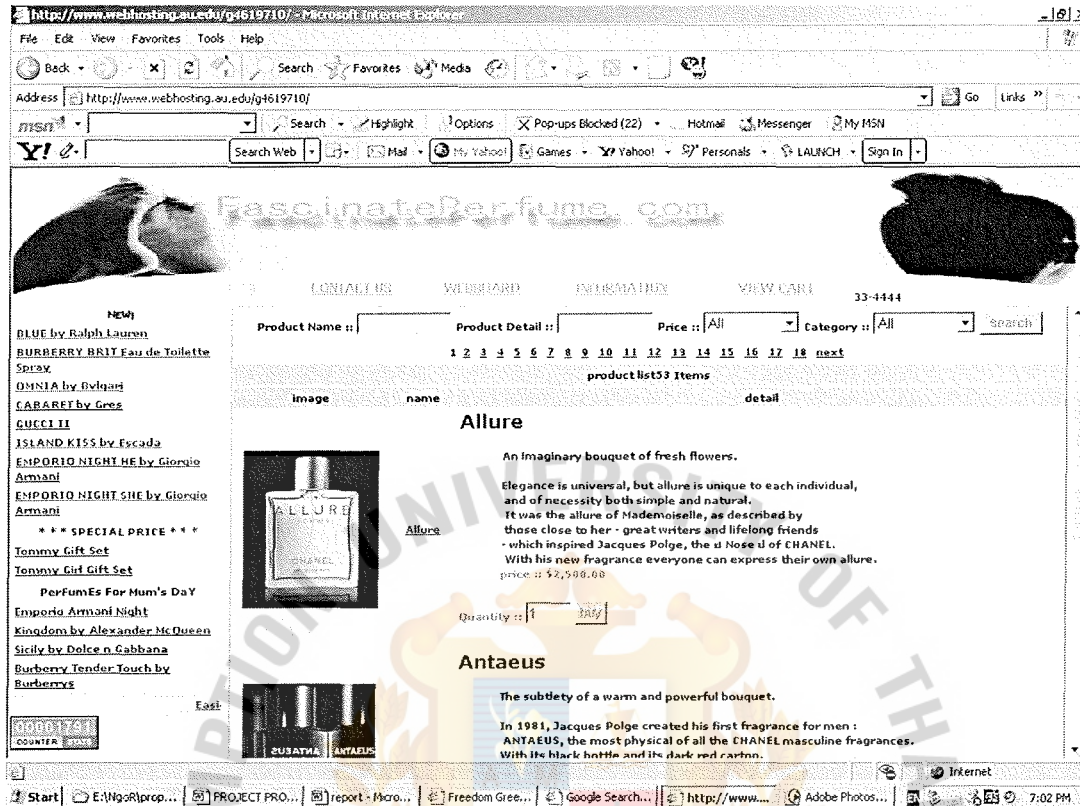 http://www.webhosting.au.edu/g4619710/ - Microsoft Internet Explorer
File Edit View Favorites Tools Help
Back Search Favorites Media
Address http://www.webhosting.au.edu/g4619710/ Go Links »
msn Search Highlight Options Pop-ups Blocked (22) Hotmail Messenger My MSN
Y! Search Web Mail My Yahoo! Games Yahoo! Personals LAUNCH Sign In
FascinatePerfume.com
CONTACT US WEBBOARD INFORMATION VIEW CART
33-4444
NEW!
BLUE by Ralph Lauren
BURBERRY BRIT Eau de Toilette
Spray
OMNIA by Bvlgari
CABARET by Gres
GUCCI II
ISLAND KISS by Escada
EMPORIO NIGHT HE by Giorgio
Armani
EMPORIO NIGHT SHE by Giorgio
Armani
* * * SPECIAL PRICE * * *
Tommy Gift Set
Tommy Girl Gift Set
PerFumEs For Mum's DaY
Emporio Armani Night
Kingdom by Alexander McQueen
Sicily by Dolce n Gabbana
Burberry Tender Touch by
Burberrys
Easi
COUNTER
Product Name :: Product Detail :: Price :: All Category :: All Search
1 2 3 4 5 6 7 8 9 10 11 12 13 14 15 16 17 18 next
product list53 Items
image name detail
Allure
An imaginary bouquet of fresh flowers.
Elegance is universal, but allure is unique to each individual,
and of necessity both simple and natural.
It was the allure of Mademoiselle, as described by
those close to her - great writers and lifelong friends
- which inspired Jacques Polge, the ¤ Nose ¤ of CHANEL.
With his new fragrance everyone can express their own allure.
price :: $2,500.00
ALLURE
CHANEL
Allure
Quantity :: 1 BUY
Antaeus
The subtlety of a warm and powerful bouquet.
In 1981, Jacques Polge created his first fragrance for men :
ANTAEUS, the most physical of all the CHANEL masculine fragrances.
With its black bottle and its dark red carton,
ANTAEUS ANTAEUS
Internet
Start E:\NgoR\prop... PROJECT PRO... report - Micro... Freedom Gree... Google Search... http://www.... Adobe Photos... EN 7:02 PM